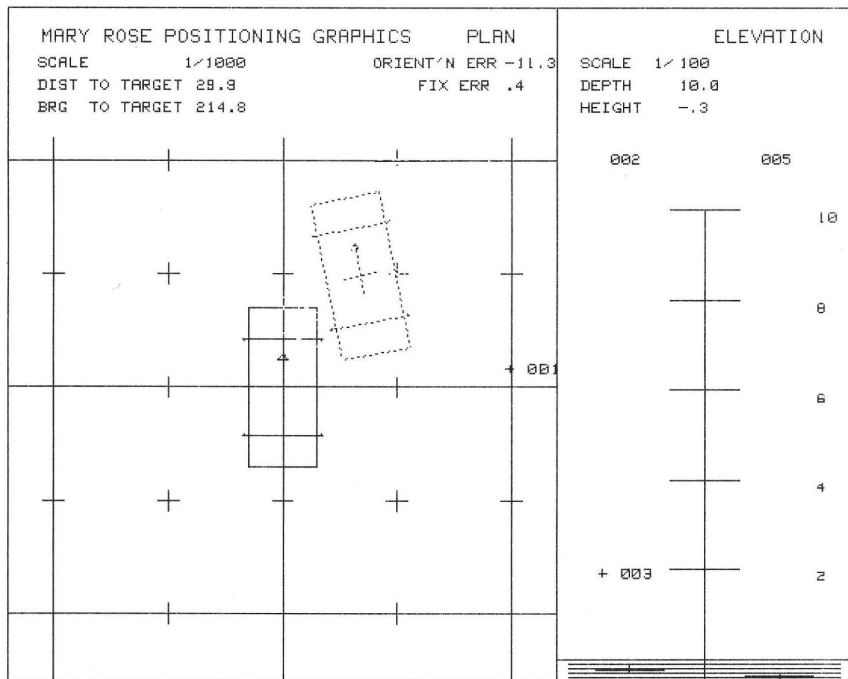 MARY ROSE POSITIONING GRAPHICS PLAN
SCALE 1/1000 ORIENT'N ERR -11.3
DIST TO TARGET 29.9 FIX ERR .4
BRG TO TARGET 214.8
+ 001
ELEVATION
SCALE 1/100
DEPTH 10.0
HEIGHT -.3
002 005
10
8
6
4
+ 003 2